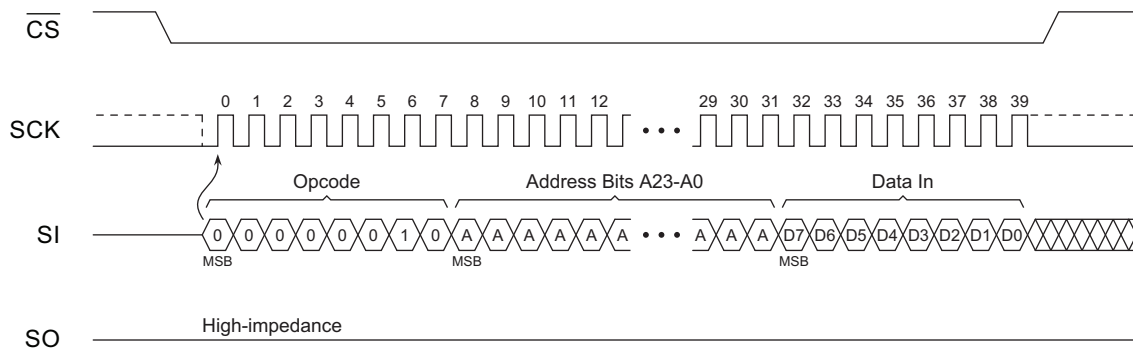 CS
0 1 2 3 4 5 6 7 8 9 10 11 12 29 30 31 32 33 34 35 36 37 38 39
SCK
Opcode Address Bits A23-A0 Data In
SI 0 0 0 0 0 0 1 0 A A A A A A A A A D7 D6 D5 D4 D3 D2 D1 D0
MSB MSB MSB
High-impedance
SO